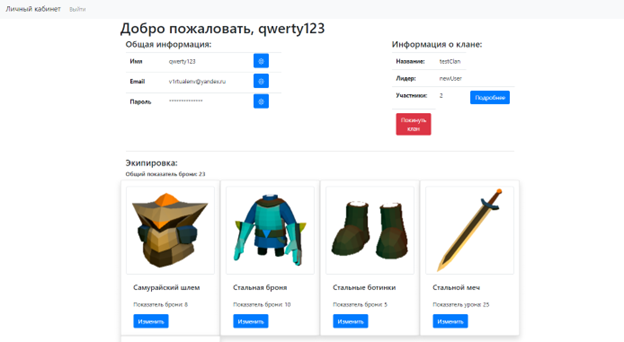 Личный кабинет Выйти
Добро пожаловать, qwerty123
Общая информация:
Имя qwerty123 @
Email v1rtualenv@yandex.ru @
Пароль ************** @
Информация о клане:
Название: testClan
Лидер: newUser
Участники: 2 Подробнее
Покинуть
клан
Экипировка:
Общий показатель брони: 23
Самурайский шлем
Показатель брони: 8
Изменить
Стальная броня
Показатель брони: 10
Изменить
Стальные ботинки
Показатель брони: 5
Изменить
Стальной меч
Показатель урона: 25
Изменить